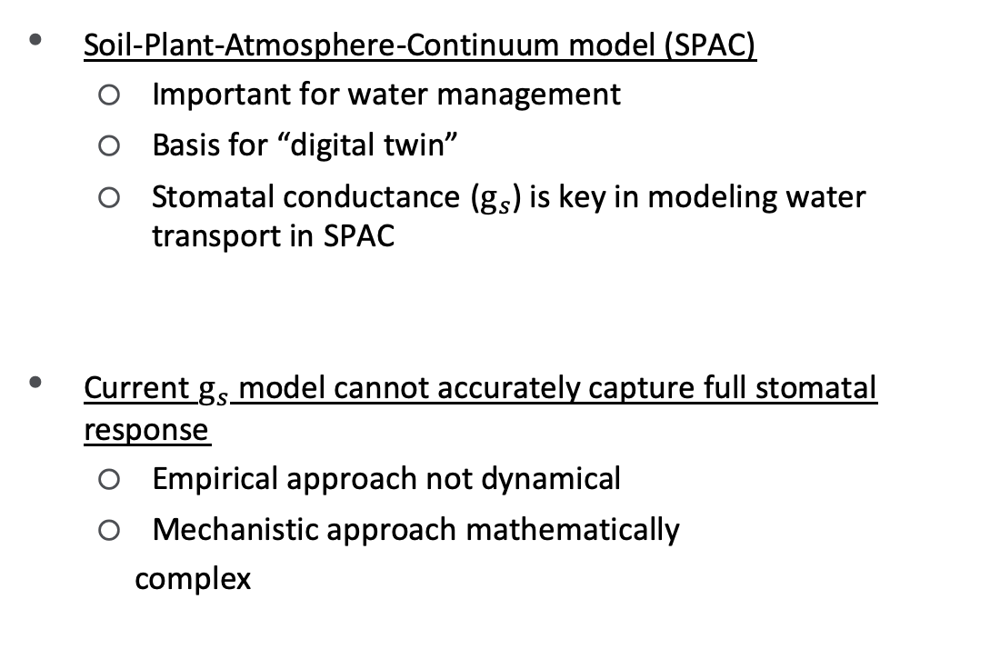 • Soil-Plant-Atmosphere-Continuum model (SPAC)
○ Important for water management
○ Basis for “digital twin”
○ Stomatal conductance (gₛ) is key in modeling water
transport in SPAC
• Current gₛ model cannot accurately capture full stomatal
response
○ Empirical approach not dynamical
○ Mechanistic approach mathematically
complex